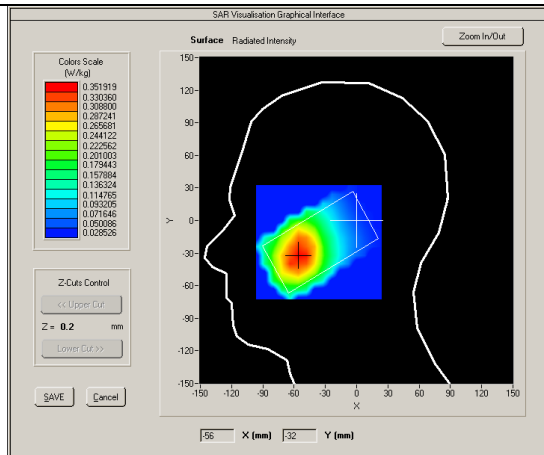 SAR Visualisation Graphical Interface
Surface Radiated Intensity
Zoom In/Out
Colors Scale
(W/kg)
0.351919
0.330360
0.308800
0.287241
0.265681
0.244122
0.222562
0.201003
0.179443
0.157884
0.136324
0.114765
0.093205
0.071646
0.050086
0.028526
Z-Cuts Control
<< Upper Cut
Z = 0.2 mm
Lower Cut >>
SAVE Cancel
150
120
90
60
30
0
-30
-60
-90
-120
-150
Y
-150 -120 -90 -60 -30 0 30 60 90 120 150
X
-56 X (mm) -32 Y (mm)